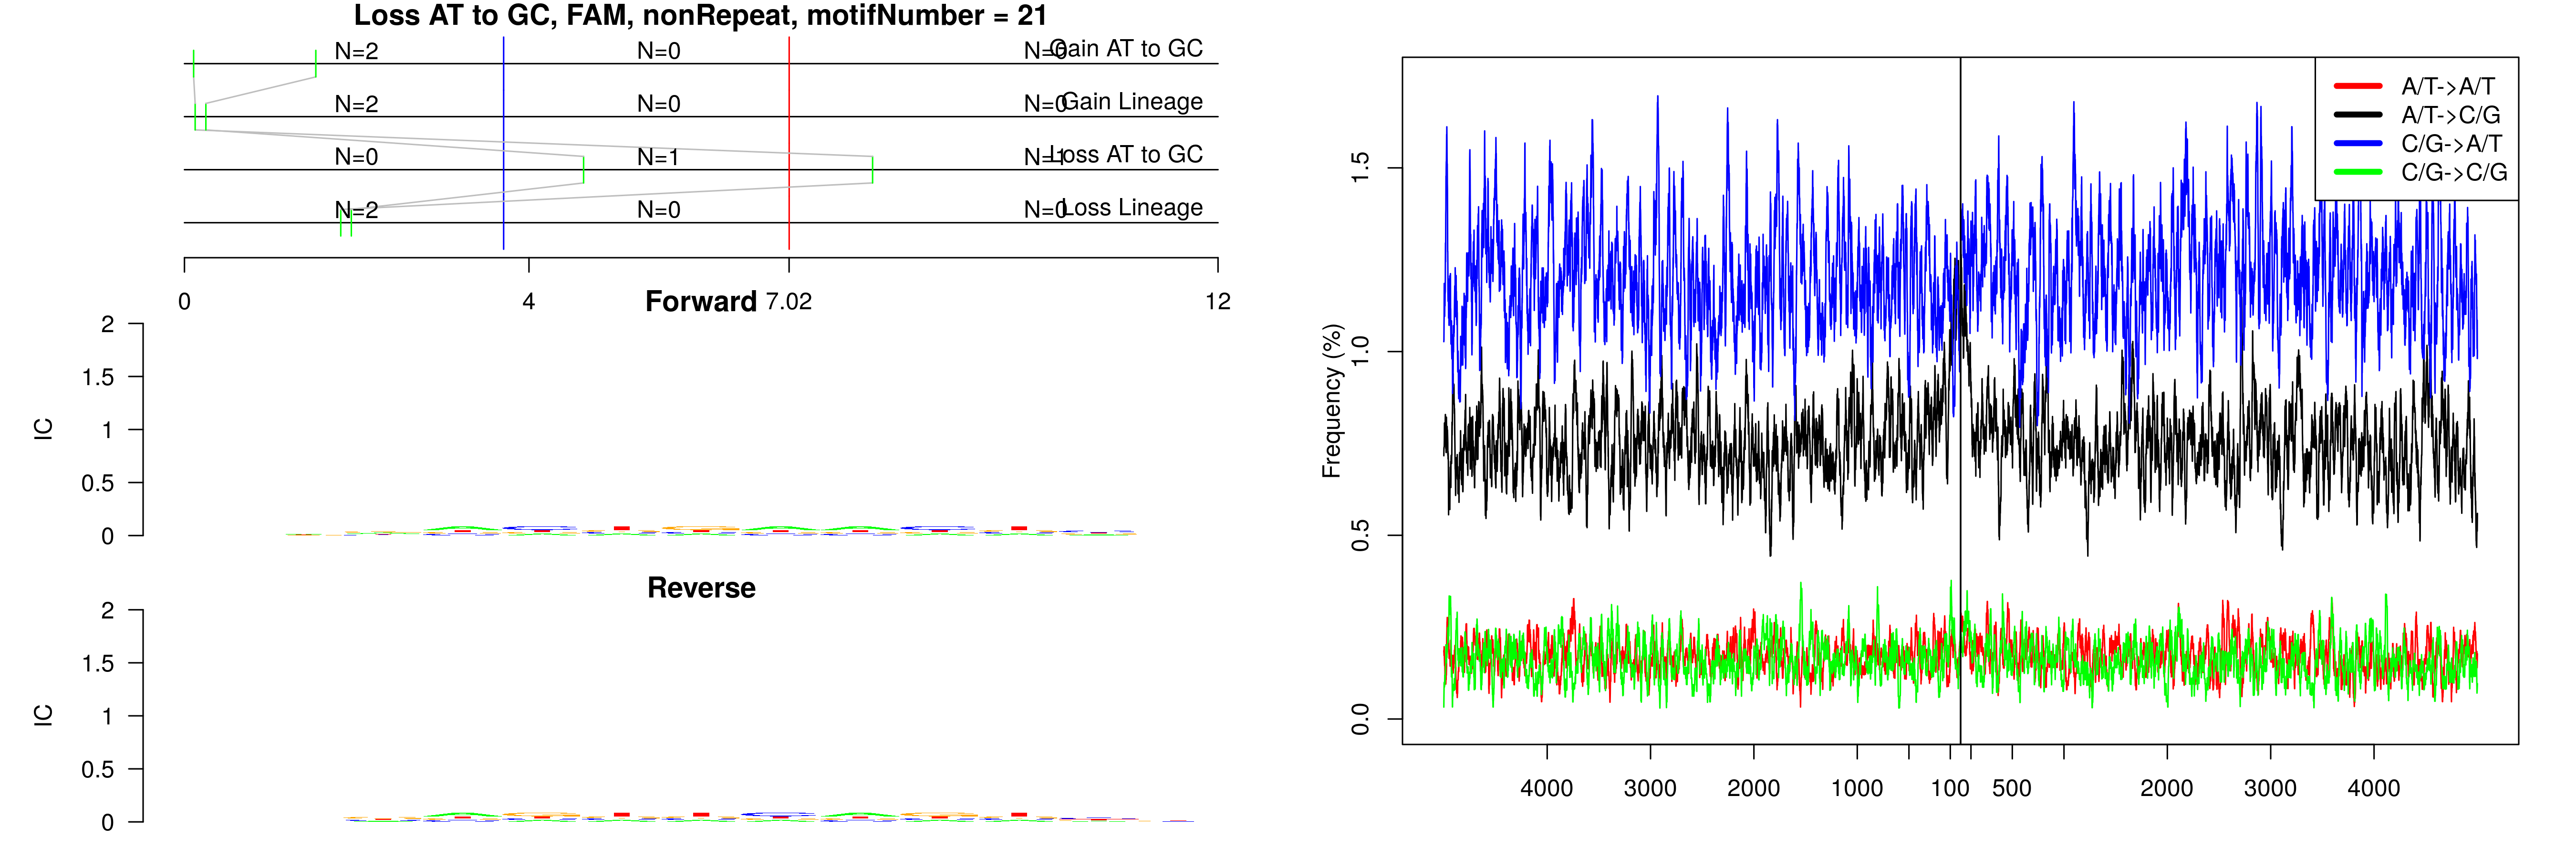 Loss AT to GC, FAM, nonRepeat, motifNumber = 21
N=2 N=0 N=0 Gain AT to GC
N=2 N=0 N=0 Gain Lineage
N=0 N=1 N=1 Loss AT to GC
N=2 N=0 N=0 Loss Lineage
0 4 7.02 12
Forward
2
1.5
1
0.5
0
IC
Reverse
2
1.5
1
0.5
0
IC
A/T->A/T
A/T->C/G
C/G->A/T
C/G->C/G
Frequency (%)
1.5
1.0
0.5
0.0
4000 3000 2000 1000 100 500 2000 3000 4000